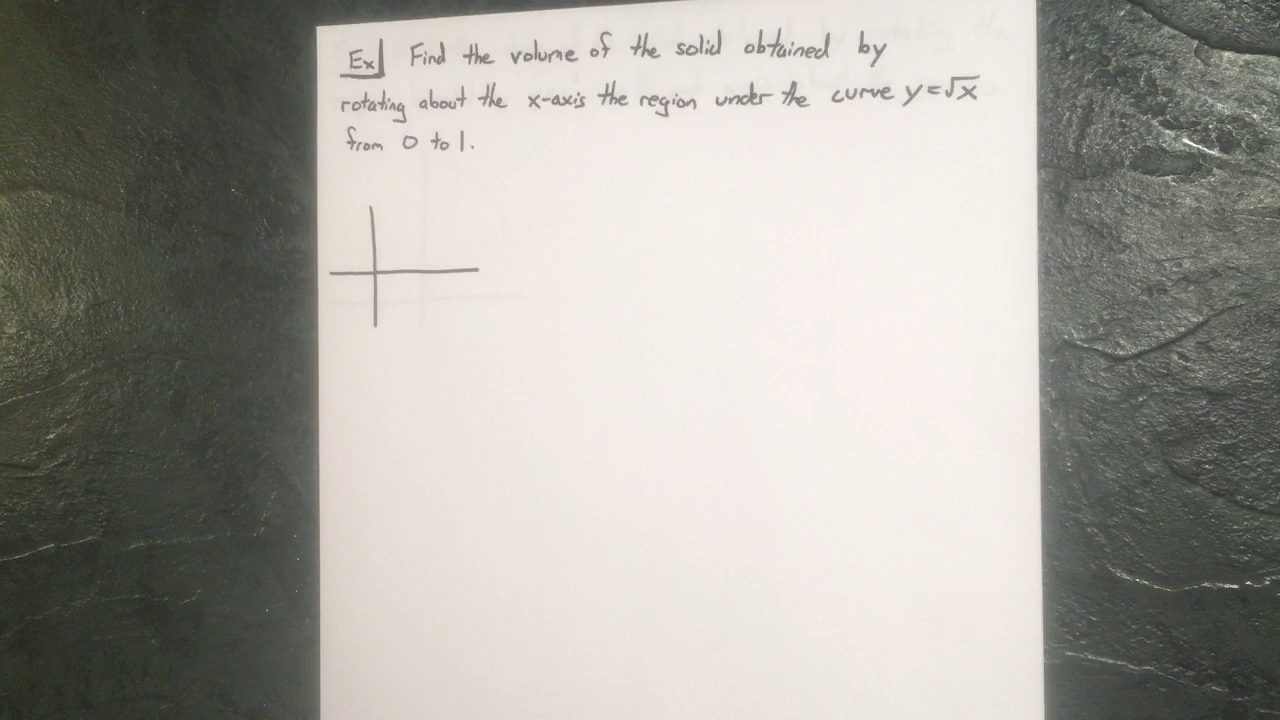 Ex] Find the volume of the solid obtained by
rotating about the x-axis the region under the curve y=√x
from 0 to 1.